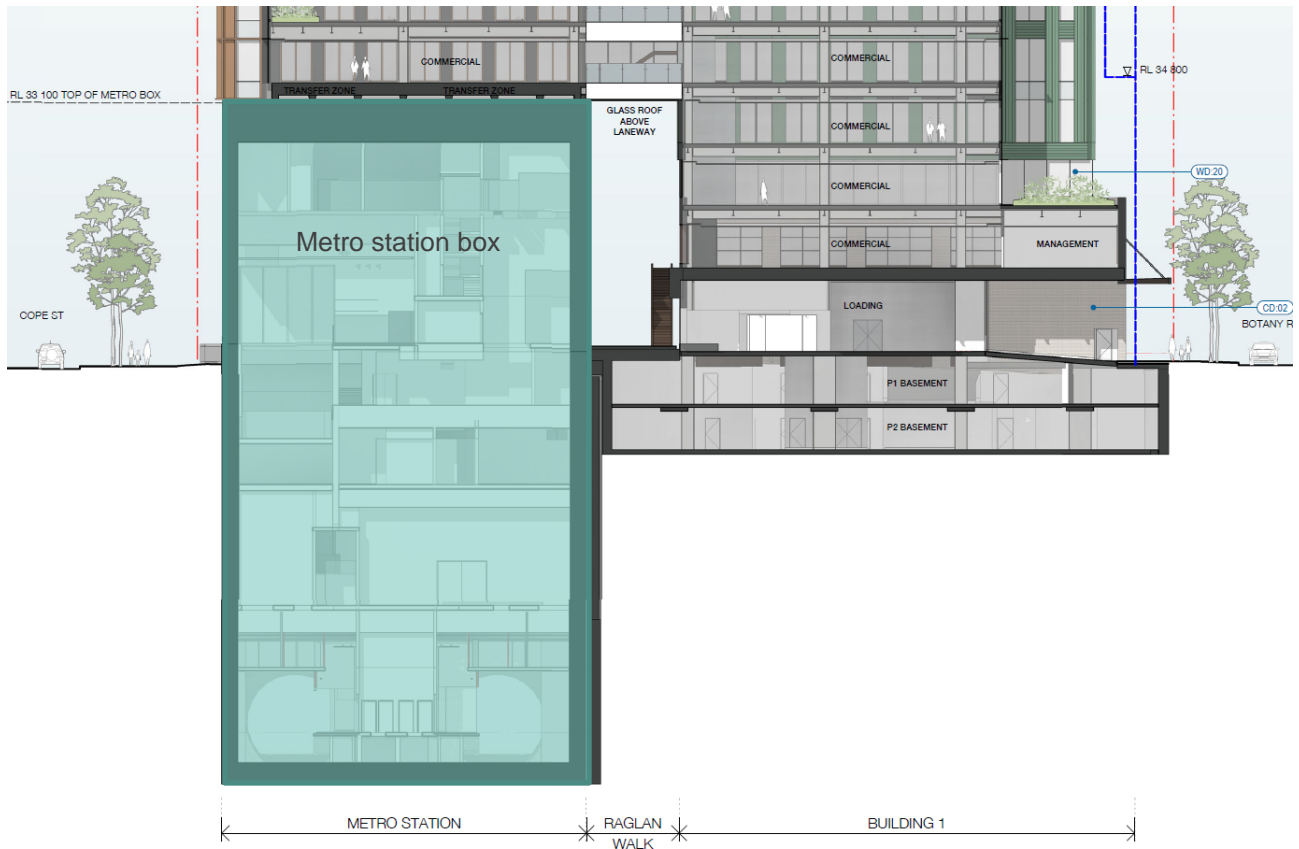 COMMERCIAL
COMMERCIAL
RL 34 800
TRANSFER ZONE
TRANSFER ZONE
RL 33 100 TOP OF METRO BOX
GLASS ROOF
ABOVE
LANEWAY
COMMERCIAL
WD.20
COMMERCIAL
Metro station box
COMMERCIAL
MANAGEMENT
LOADING
CD:02
COPE ST
BOTANY R
P1 BASEMENT
P2 BASEMENT
METRO STATION
RAGLAN
WALK
BUILDING 1